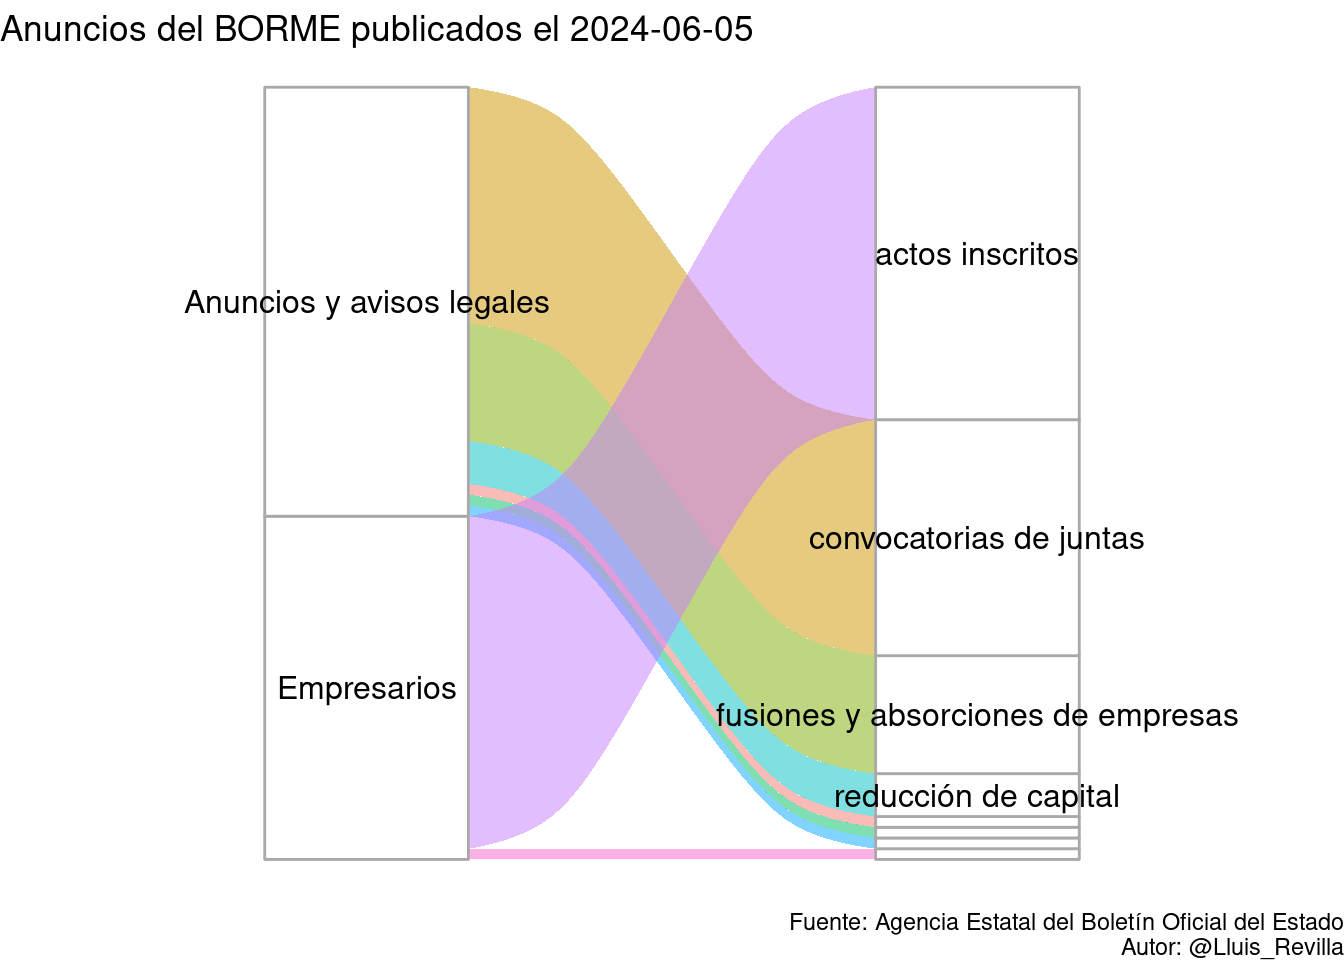 Anuncios del BORME publicados el 2024-06-05
actos inscritos
Anuncios y avisos legales
convocatorias de juntas
Empresarios
fusiones y absorciones de empresas
reducción de capital
Fuente: Agencia Estatal del Boletín Oficial del Estado
Autor: @Lluis_Revilla